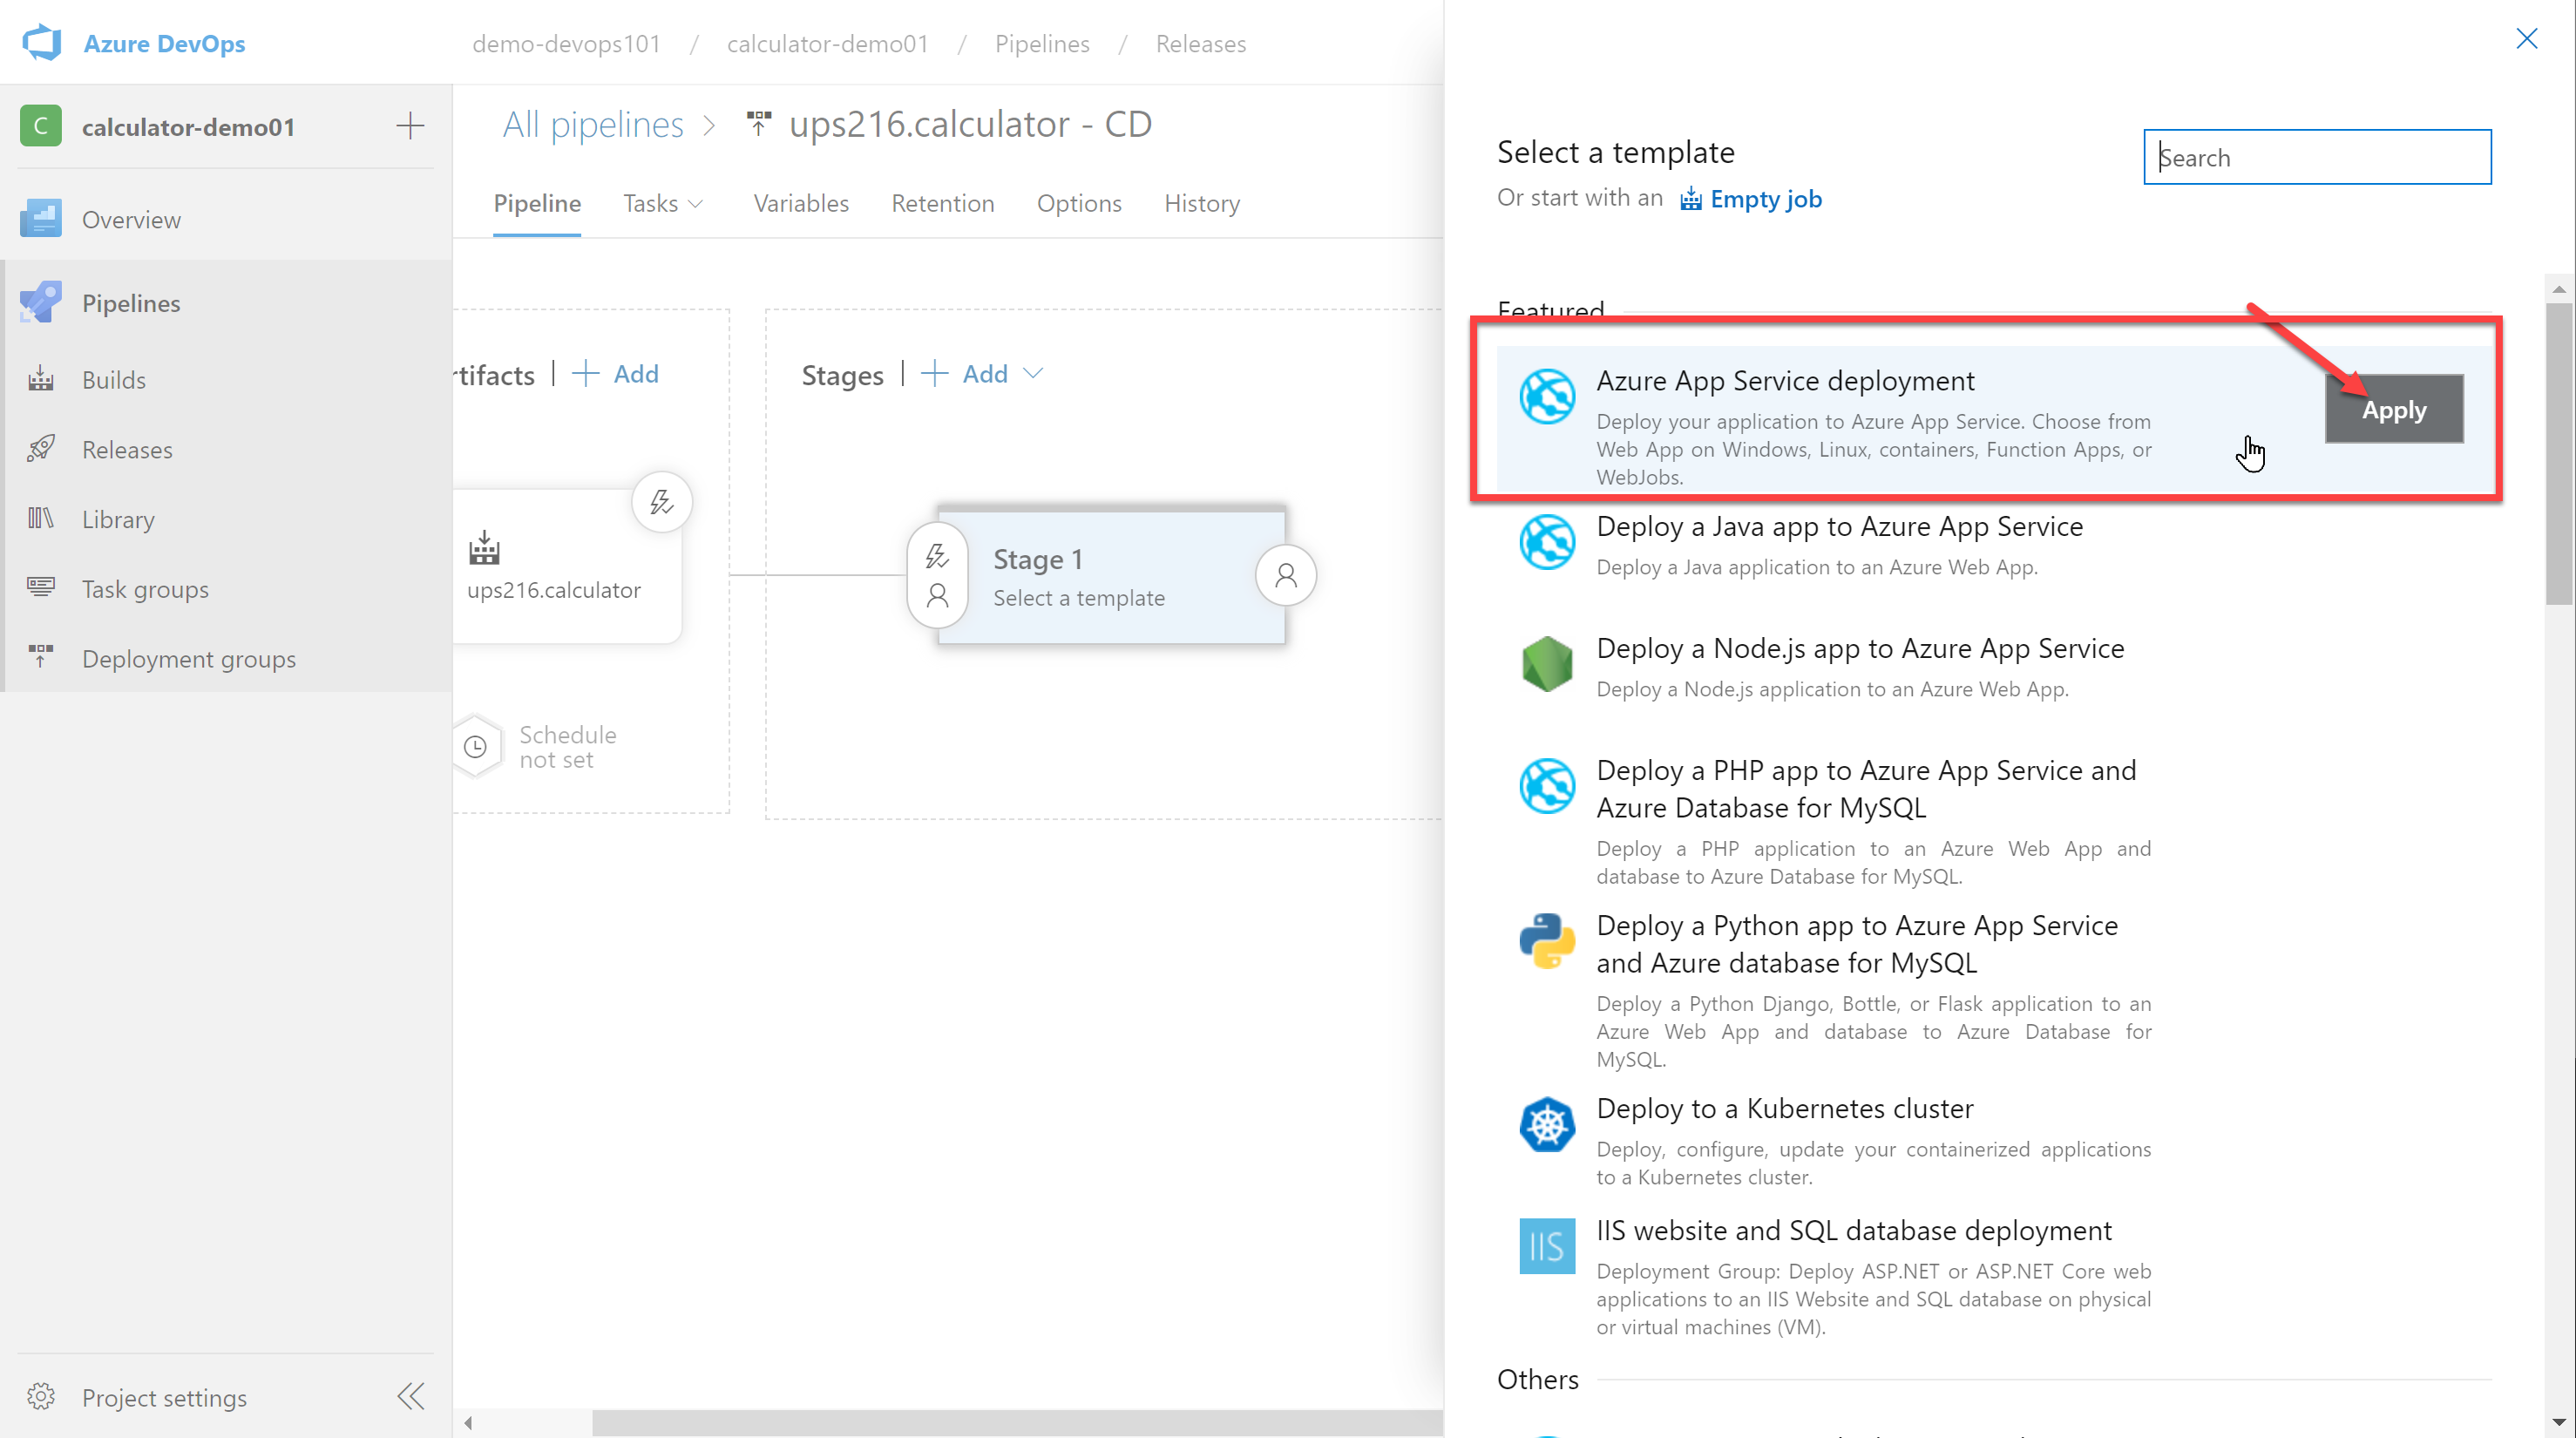 Azure DevOps
demo-devops101 / calculator-demo01 / Pipelines / Releases
C calculator-demo01
Overview
Pipelines
Builds
Releases
Library
Task groups
Deployment groups
Project settings
All pipelines > ups216.calculator - CD
Pipeline Tasks Variables Retention Options History
rtifacts | + Add
Stages | + Add
ups216.calculator
Schedule
not set
Stage 1
Select a template
Select a template
Or start with an Empty job
Search
Featured
Azure App Service deployment
Deploy your application to Azure App Service. Choose from
Web App on Windows, Linux, containers, Function Apps, or
WebJobs.
Apply
Deploy a Java app to Azure App Service
Deploy a Java application to an Azure Web App.
Deploy a Node.js app to Azure App Service
Deploy a Node.js application to an Azure Web App.
Deploy a PHP app to Azure App Service and
Azure Database for MySQL
Deploy a PHP application to an Azure Web App and
database to Azure Database for MySQL.
Deploy a Python app to Azure App Service
and Azure database for MySQL
Deploy a Python Django, Bottle, or Flask application to an
Azure Web App and database to Azure Database for
MySQL.
Deploy to a Kubernetes cluster
Deploy, configure, update your containerized applications
to a Kubernetes cluster.
IIS
IIS website and SQL database deployment
Deployment Group: Deploy ASP.NET or ASP.NET Core web
applications to an IIS Website and SQL database on physical
or virtual machines (VM).
Others